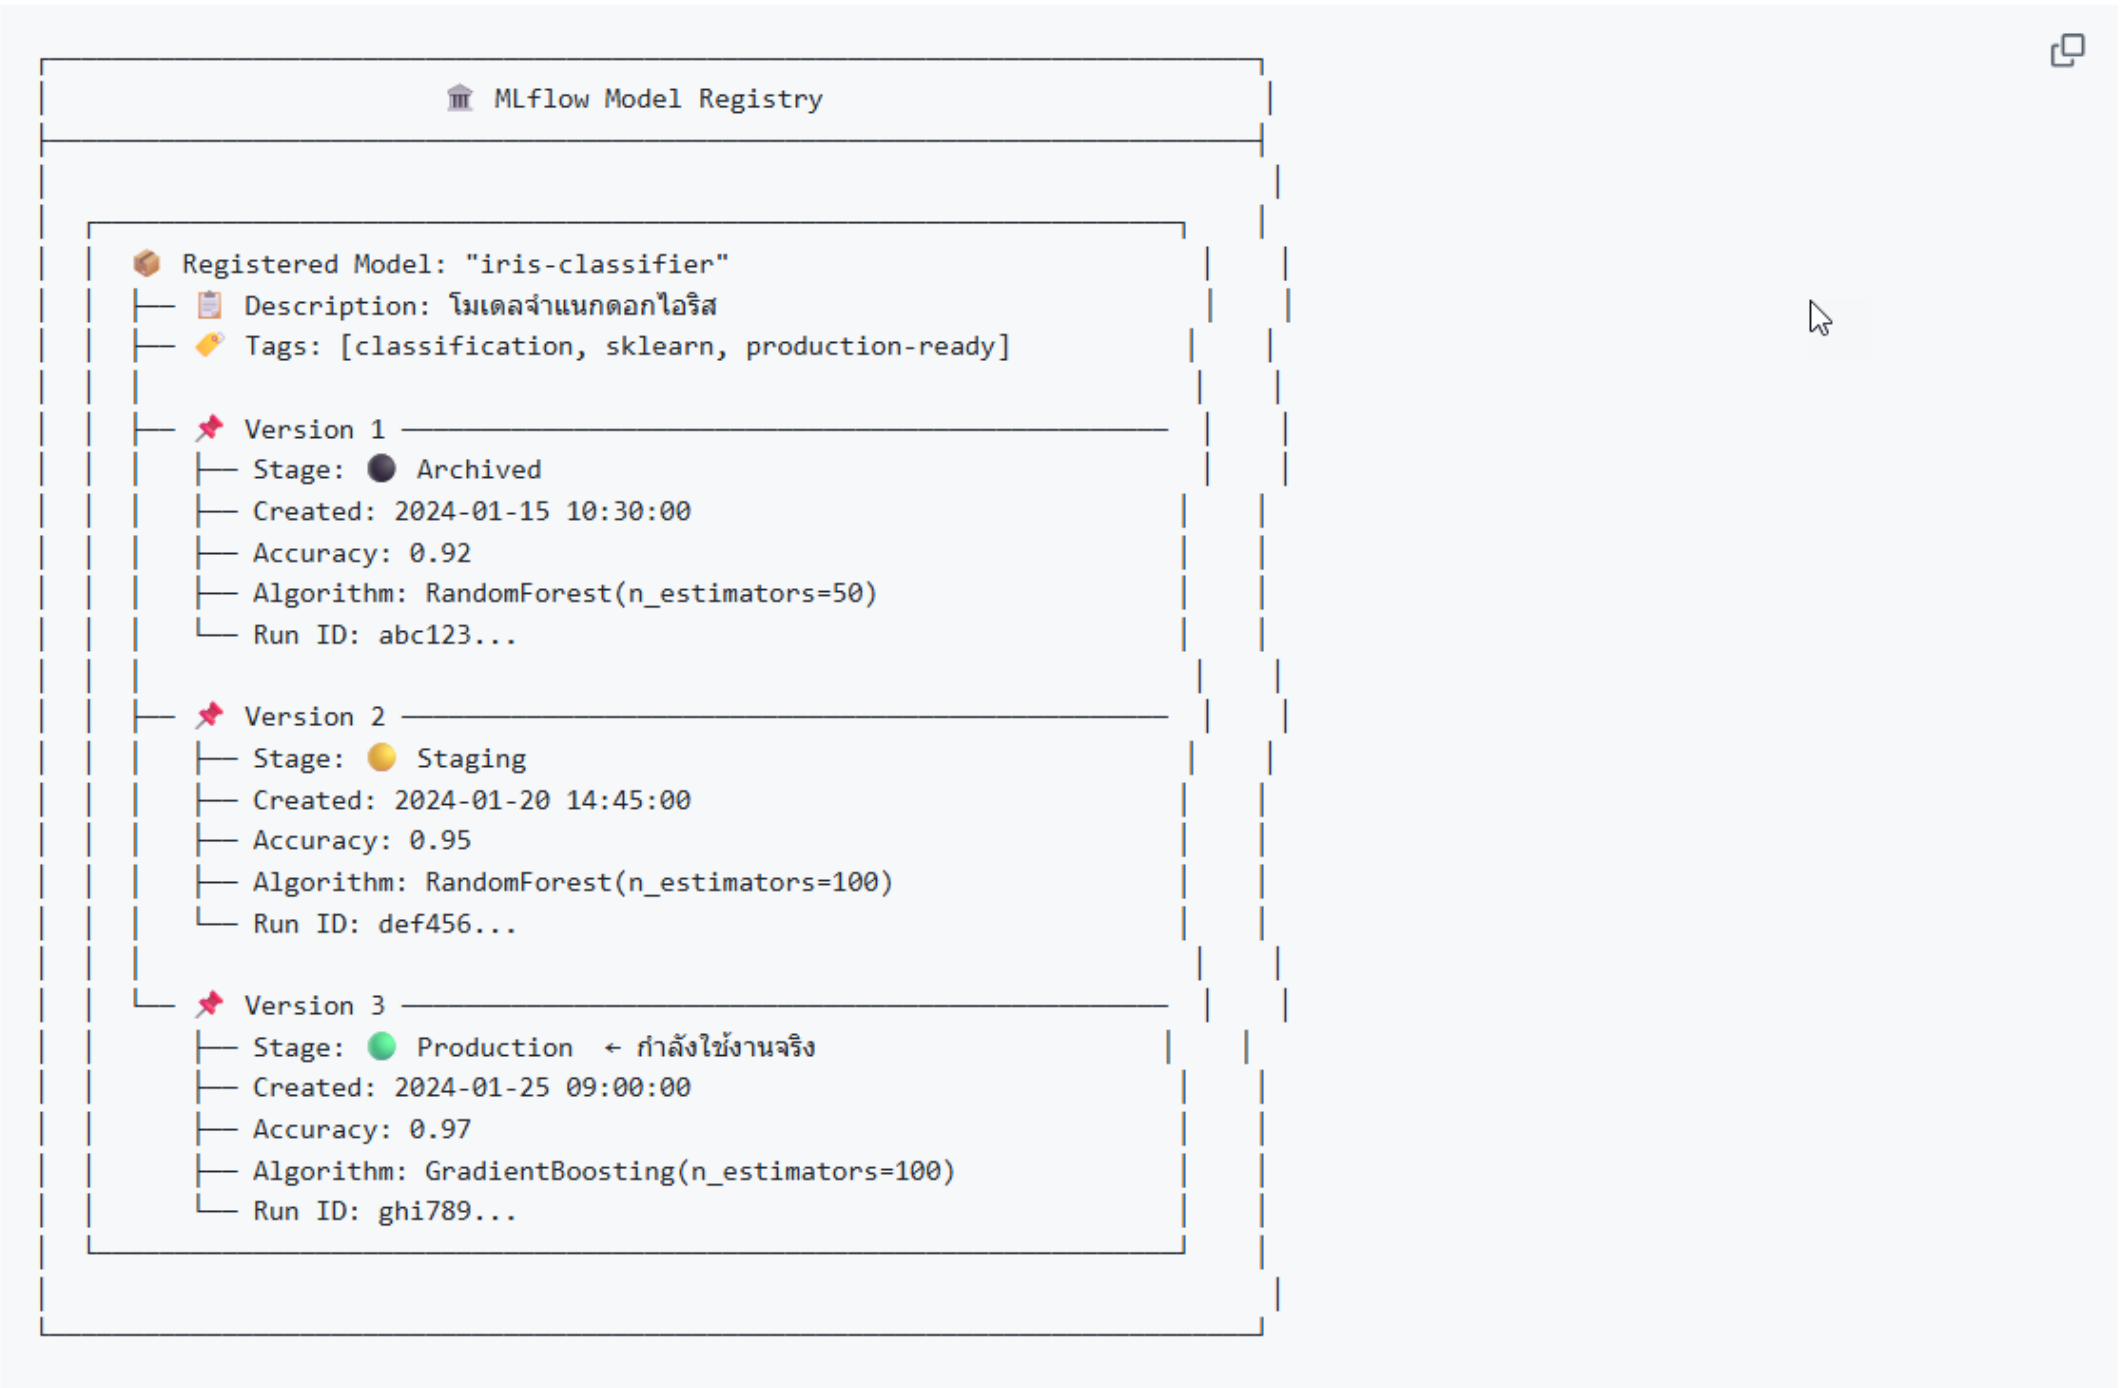 🏛️ MLflow Model Registry
📦 Registered Model: "iris-classifier"
├── 📋 Description: โมเดลจำแนกดอกไอริส
├── 🏷️ Tags: [classification, sklearn, production-ready]
├── 📌 Version 1 ─────────────────────────────────────────────────
├── Stage: ⚫ Archived
├── Created: 2024-01-15 10:30:00
├── Accuracy: 0.92
├── Algorithm: RandomForest(n_estimators=50)
└── Run ID: abc123...
├── 📌 Version 2 ─────────────────────────────────────────────────
├── Stage: 🟡 Staging
├── Created: 2024-01-20 14:45:00
├── Accuracy: 0.95
├── Algorithm: RandomForest(n_estimators=100)
└── Run ID: def456...
└── 📌 Version 3 ─────────────────────────────────────────────────
├── Stage: 🟢 Production ← กำลังใช้งานจริง
├── Created: 2024-01-25 09:00:00
├── Accuracy: 0.97
├── Algorithm: GradientBoosting(n_estimators=100)
└── Run ID: ghi789...